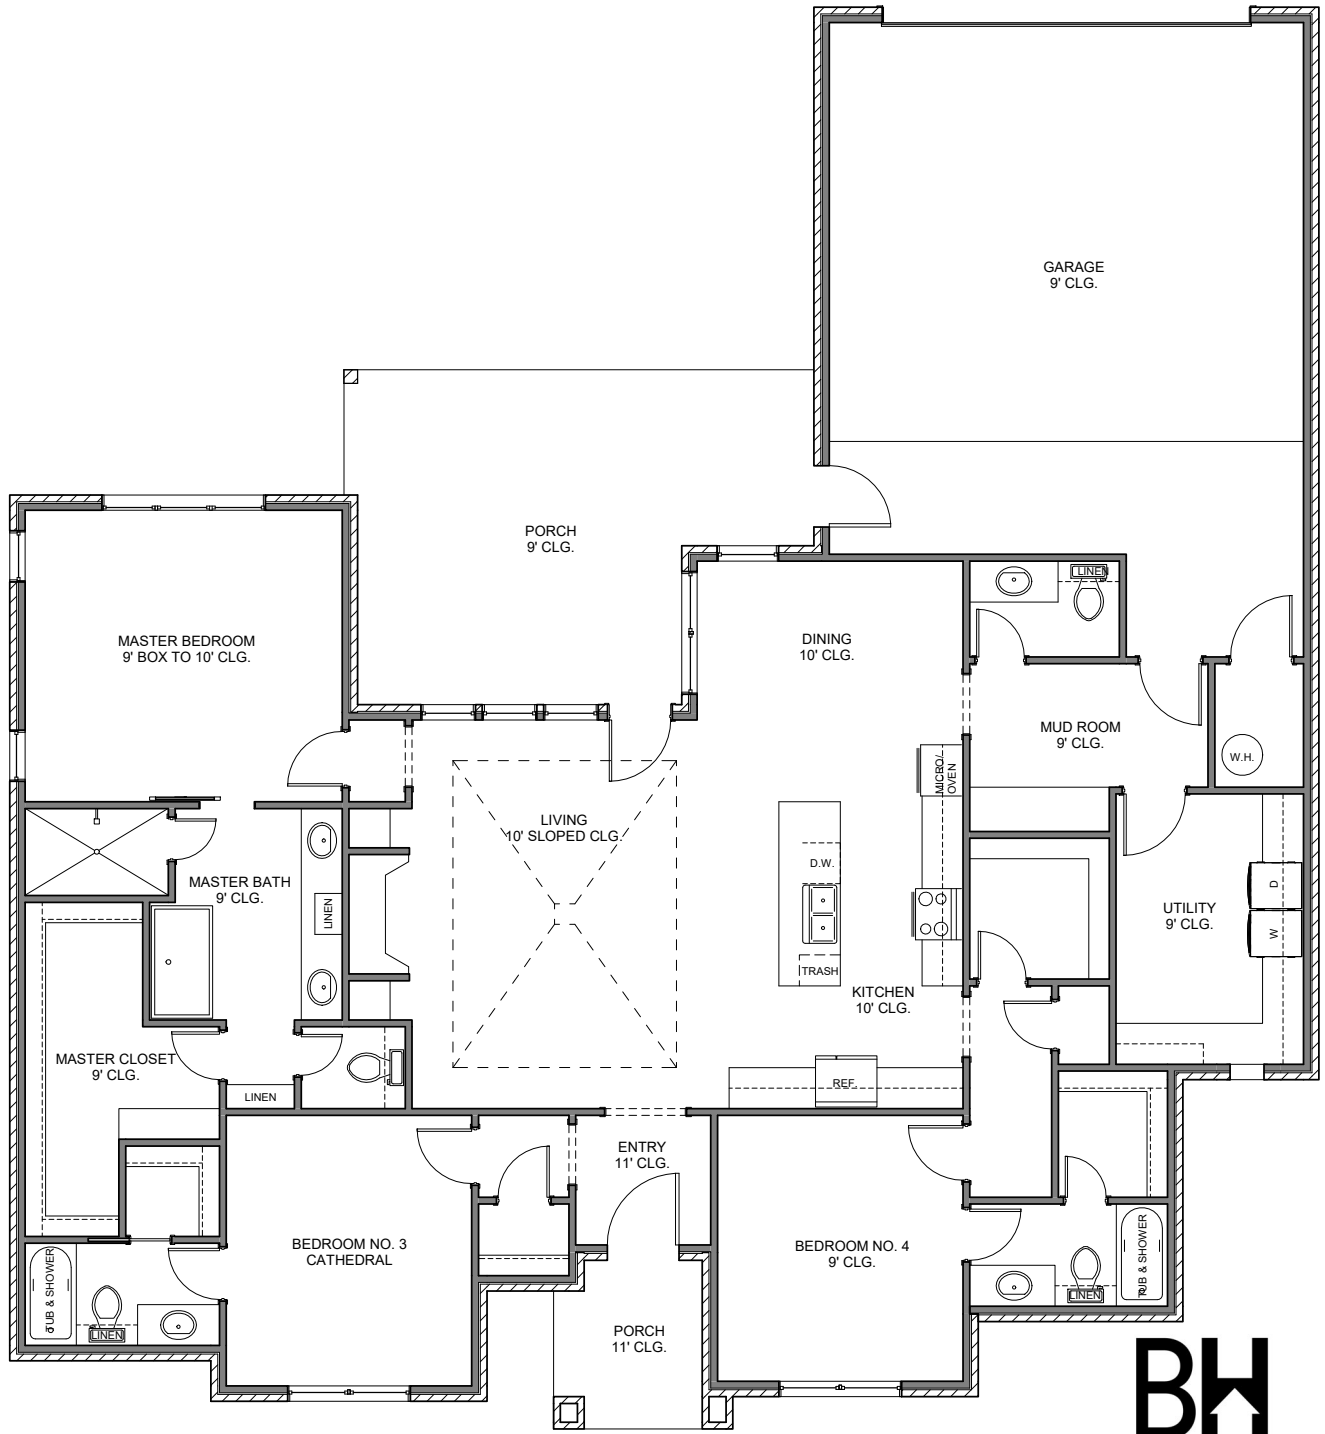 GARAGE
9' CLG.
PORCH
9' CLG.
MASTER BEDROOM
9' BOX TO 10' CLG.
DINING
10' CLG.
LINEN
MUD ROOM
9' CLG.
W.H.
MICRO/
OVEN
LIVING
10' SLOPED CLG.
D.W.
TRASH
MASTER BATH
9' CLG.
LINEN
UTILITY
9' CLG.
D
W
KITCHEN
10' CLG.
MASTER CLOSET
9' CLG.
LINEN
REF.
ENTRY
11' CLG.
BEDROOM NO. 3
CATHEDRAL
BEDROOM NO. 4
9' CLG.
TUB & SHOWER
LINEN
TUB & SHOWER
LINEN
PORCH
11' CLG.
BH